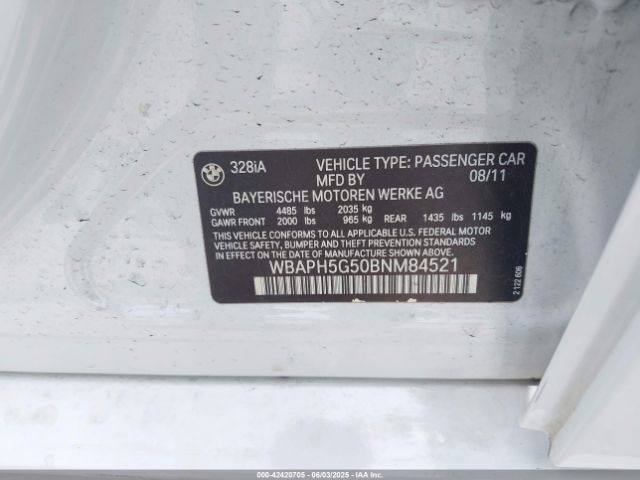 328iA VEHICLE TYPE: PASSENGER CAR
MFD BY 08/11
BAYERISCHE MOTOREN WERKE AG
GVWR 4485 lbs 2035 kg
GAWR FRONT 2000 lbs 965 kg REAR 1435 lbs 1145 kg
THIS VEHICLE CONFORMS TO ALL APPLICABLE U.S. FEDERAL MOTOR
VEHICLE SAFETY, BUMPER, AND THEFT PREVENTION STANDARDS
IN EFFECT ON THE DATE OF MANUFACTURE SHOWN ABOVE.
WBAPH5G50BNM84521
2 122 606
000-42420705 - 06/03/2025 - IAA Inc.